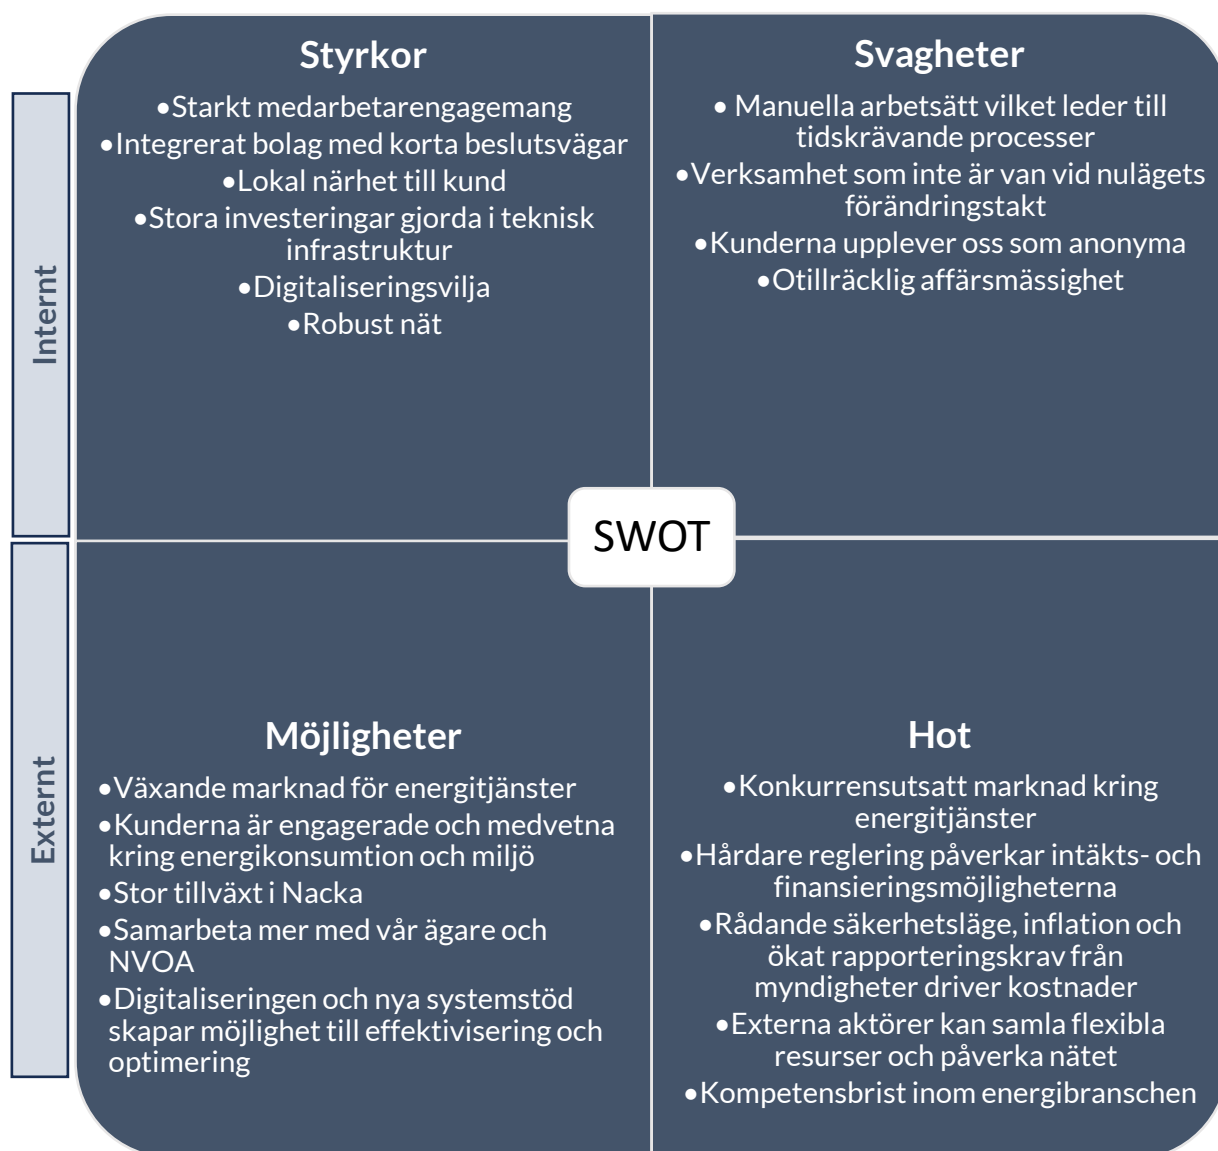 Internt
Styrkor
•Starkt medarbetarengagemang
•Integrerat bolag med korta beslutsvägar
•Lokal närhet till kund
•Stora investeringar gjorda i teknisk
infrastruktur
•Digitaliseringsvilja
•Robust nät
Svagheter
• Manuella arbetsätt vilket leder till
tidskrävande processer
•Verksamhet som inte är van vid nulägets
förändringstakt
•Kunderna upplever oss som anonyma
•Otillräcklig affärsmässighet
SWOT
Externt
Möjligheter
•Växande marknad för energitjänster
•Kunderna är engagerade och medvetna
kring energikonsumtion och miljö
•Stor tillväxt i Nacka
•Samarbeta mer med vår ägare och
NVOA
•Digitaliseringen och nya systemstöd
skapar möjlighet till effektivisering och
optimering
Hot
•Konkurrensutsatt marknad kring
energitjänster
•Hårdare reglering påverkar intäkts- och
finansieringsmöjligheterna
•Rådande säkerhetsläge, inflation och
ökat rapporteringskrav från
myndigheter driver kostnader
•Externa aktörer kan samla flexibla
resurser och påverka nätet
•Kompetensbrist inom energibranschen